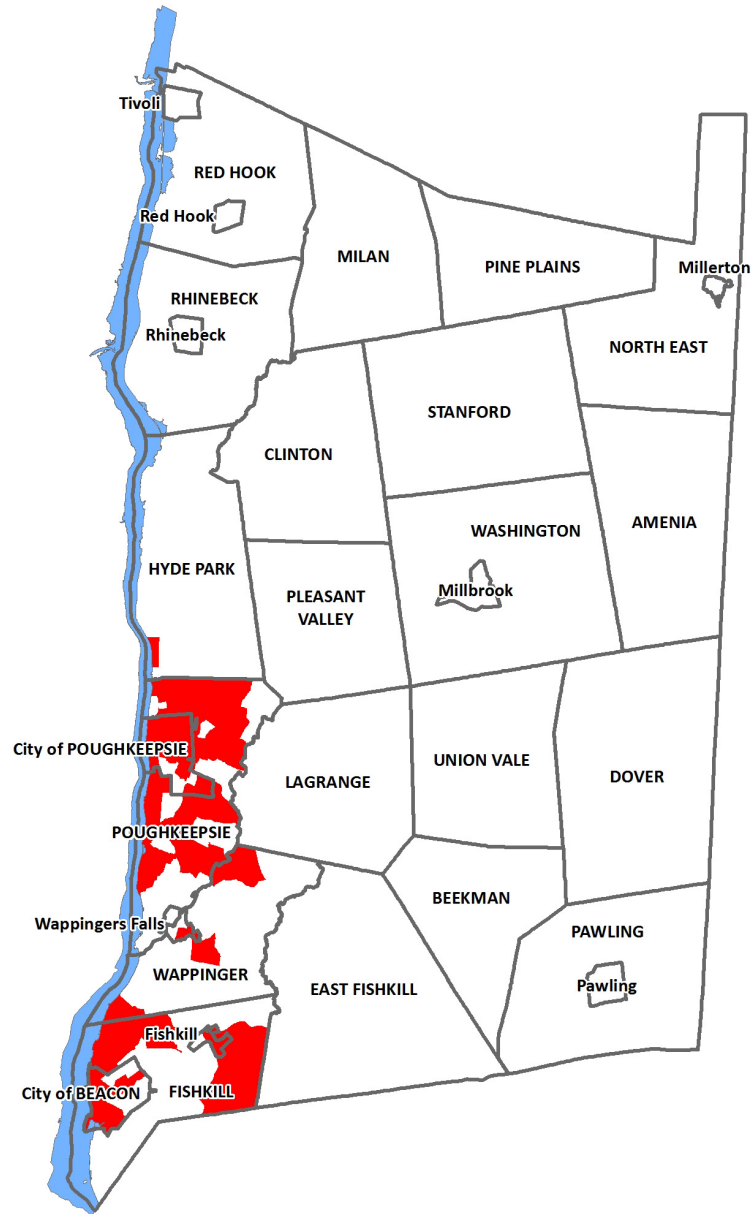 Tivoli
RED HOOK
Red Hook
MILAN
PINE PLAINS
Millerton
RHINEBECK
Rhinebeck
NORTH EAST
STANFORD
CLINTON
WASHINGTON
AMENIA
HYDE PARK
Millbrook
PLEASANT
VALLEY
City of POUGHKEEPSIE
UNION VALE
LAGRANGE
DOVER
POUGHKEEPSIE
BEEKMAN
Wappingers Falls
PAWLING
WAPPINGER
EAST FISHKILL
Pawling
Fishkill
City of BEACON
FISHKILL